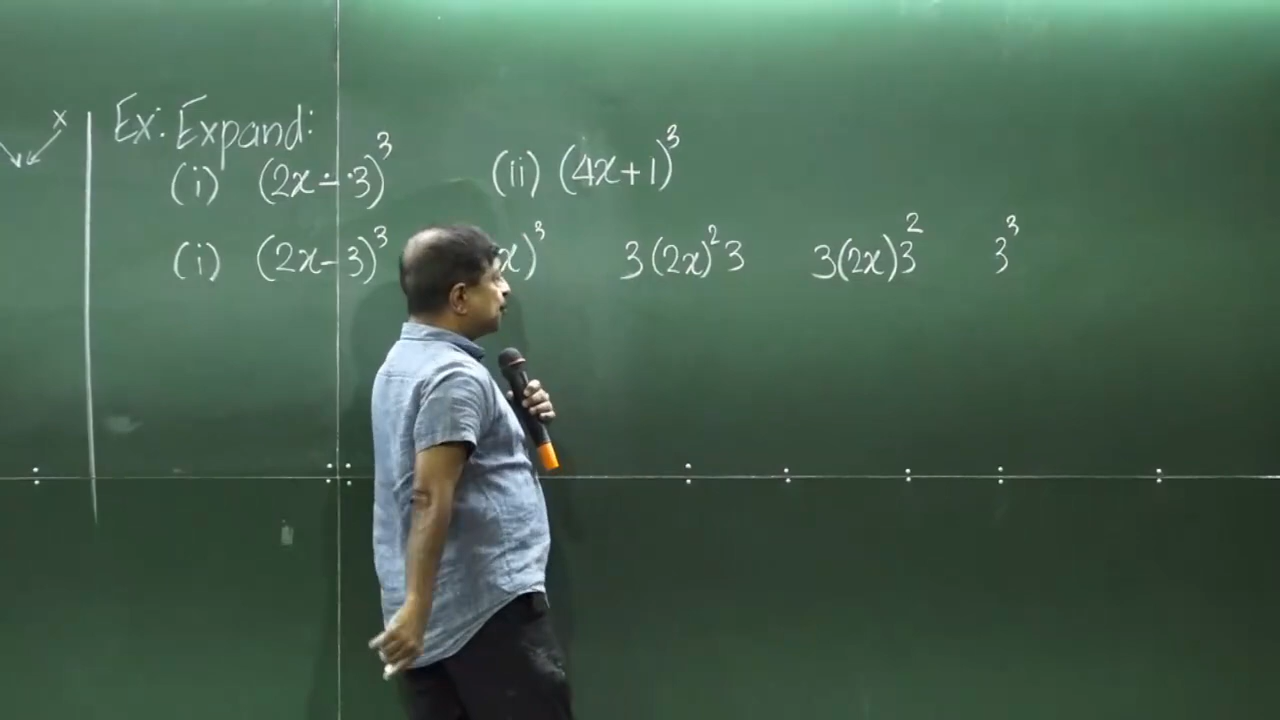 x
Ex: Expand:
(i) (2x-3)³ (ii) (4x+1)³
(i) (2x-3)³ x)³ 3(2x)²3 3(2x)3² 3³